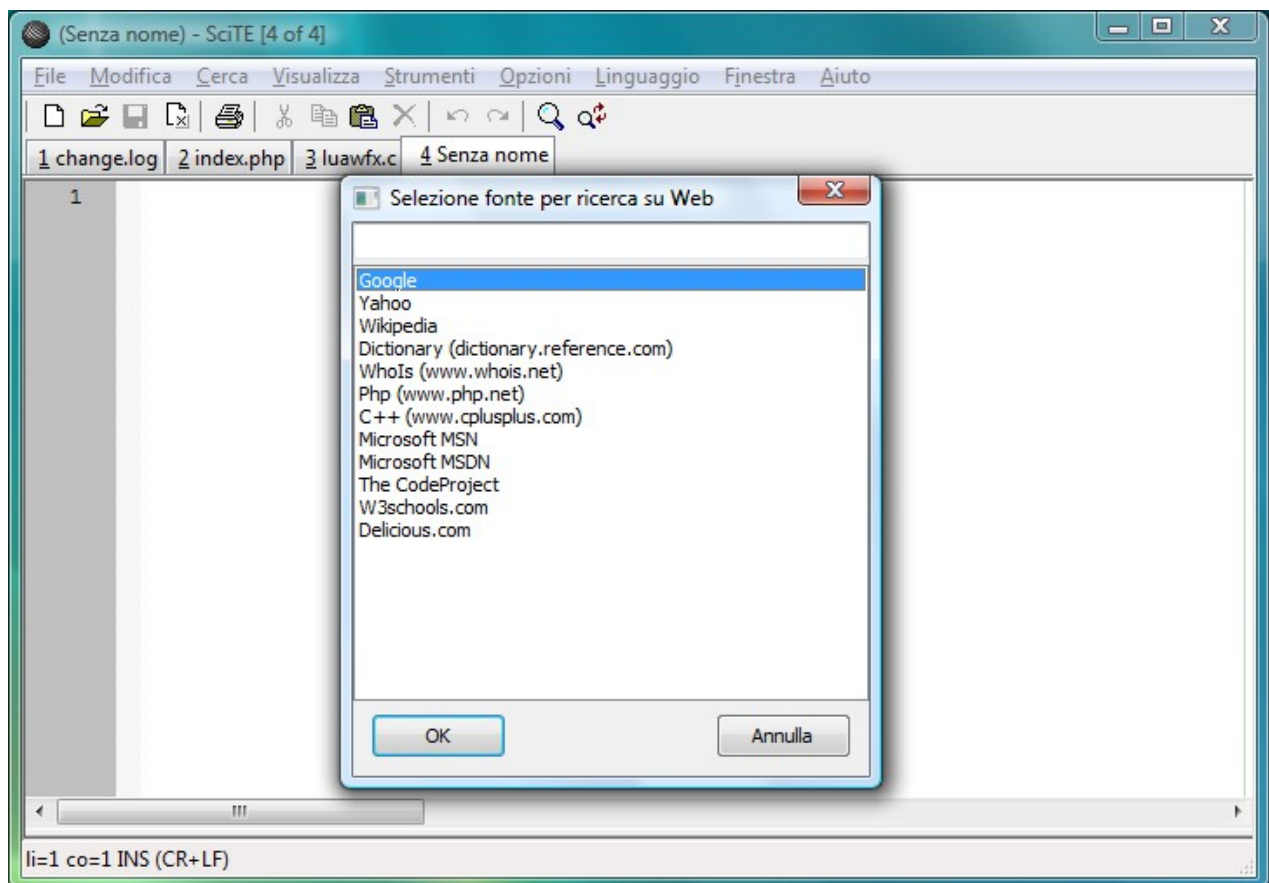 (Senza nome) - SciTE [4 of 4]
File Modifica Cerca Visualizza Strumenti Opzioni Linguaggio Finestra Aiuto
1 change.log 2 index.php 3 luawfx.c 4 Senza nome
1
Selezione fonte per ricerca su Web
Google
Yahoo
Wikipedia
Dictionary (dictionary.reference.com)
WhoIs (www.whois.net)
Php (www.php.net)
C++ (www.cplusplus.com)
Microsoft MSN
Microsoft MSDN
The CodeProject
W3schools.com
Delicious.com
OK Annulla
li=1 co=1 INS (CR+LF)